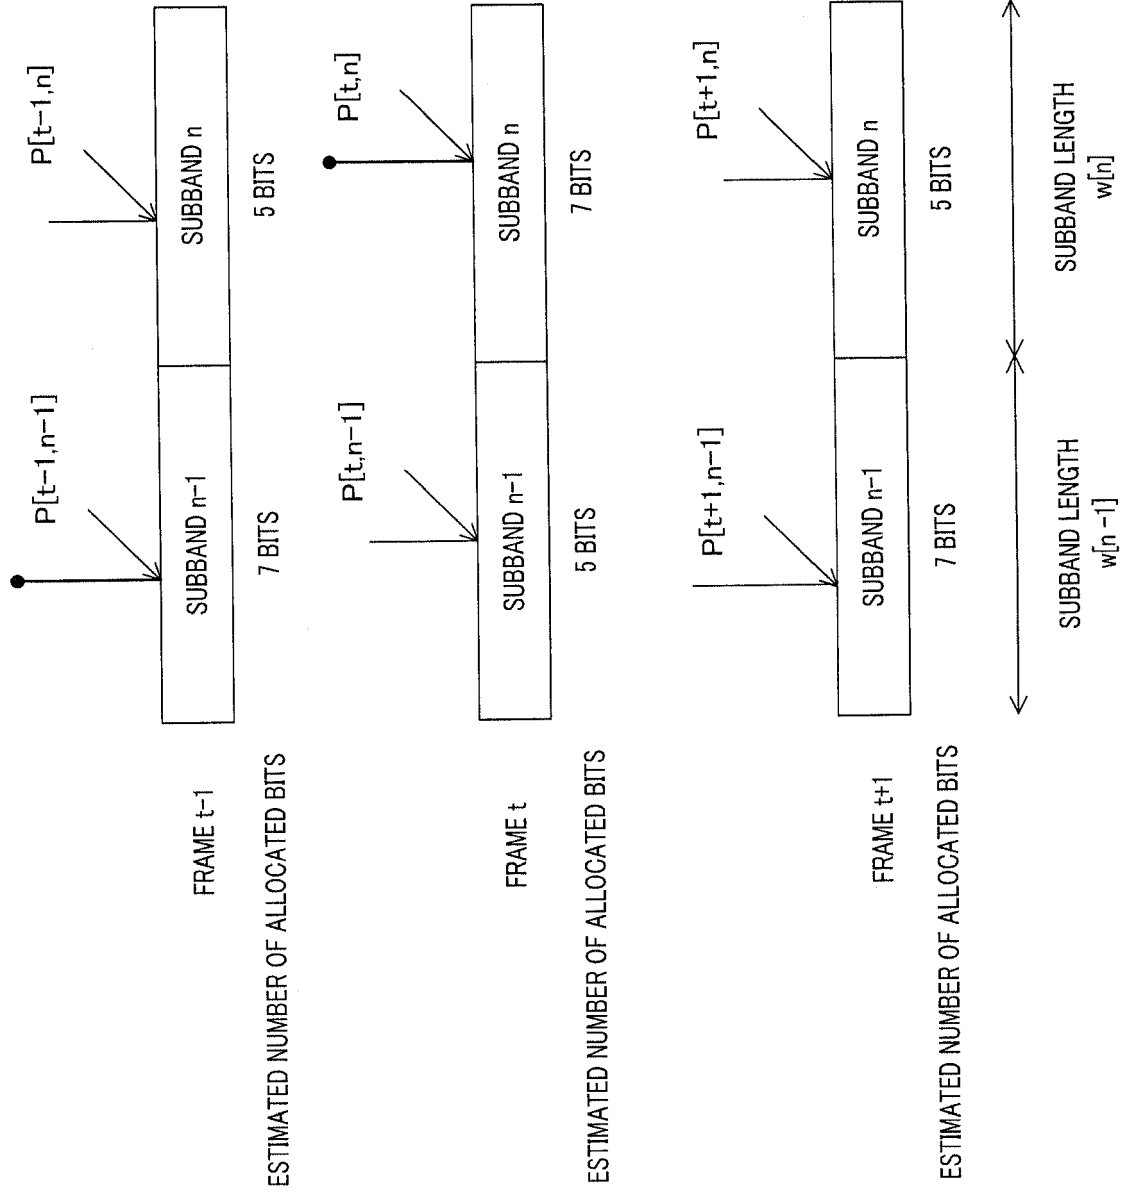 P[t−1,n−1]
P[t−1,n]
FRAME t−1
SUBBAND n−1
SUBBAND n
ESTIMATED NUMBER OF ALLOCATED BITS
7 BITS
5 BITS
P[t,n−1]
P[t,n]
FRAME t
SUBBAND n−1
SUBBAND n
ESTIMATED NUMBER OF ALLOCATED BITS
5 BITS
7 BITS
P[t+1,n−1]
P[t+1,n]
FRAME t+1
SUBBAND n−1
SUBBAND n
ESTIMATED NUMBER OF ALLOCATED BITS
7 BITS
5 BITS
SUBBAND LENGTH
w[n −1]
SUBBAND LENGTH
w[n]